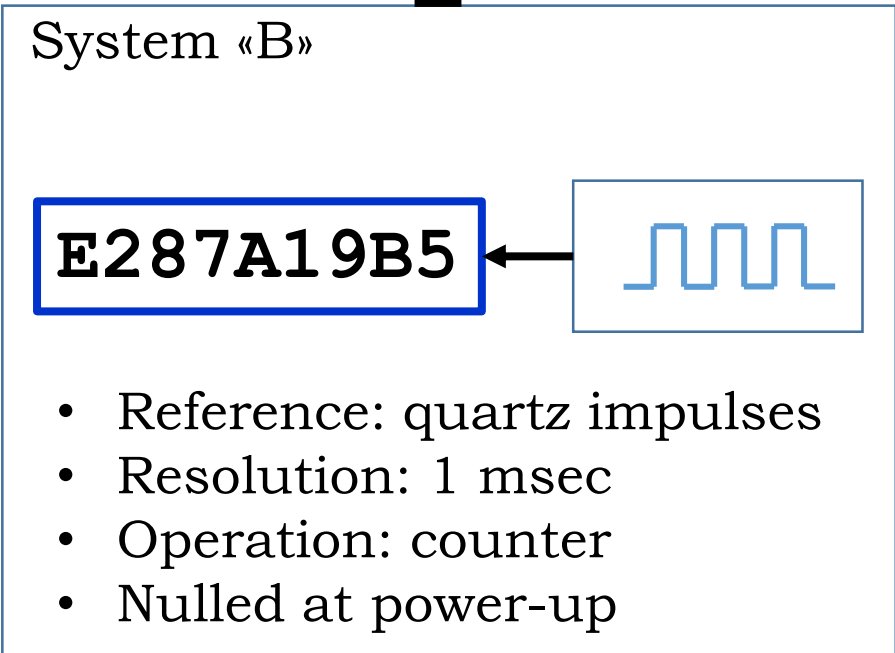 System «B»
E287A19B5
• Reference: quartz impulses
• Resolution: 1 msec
• Operation: counter
• Nulled at power-up